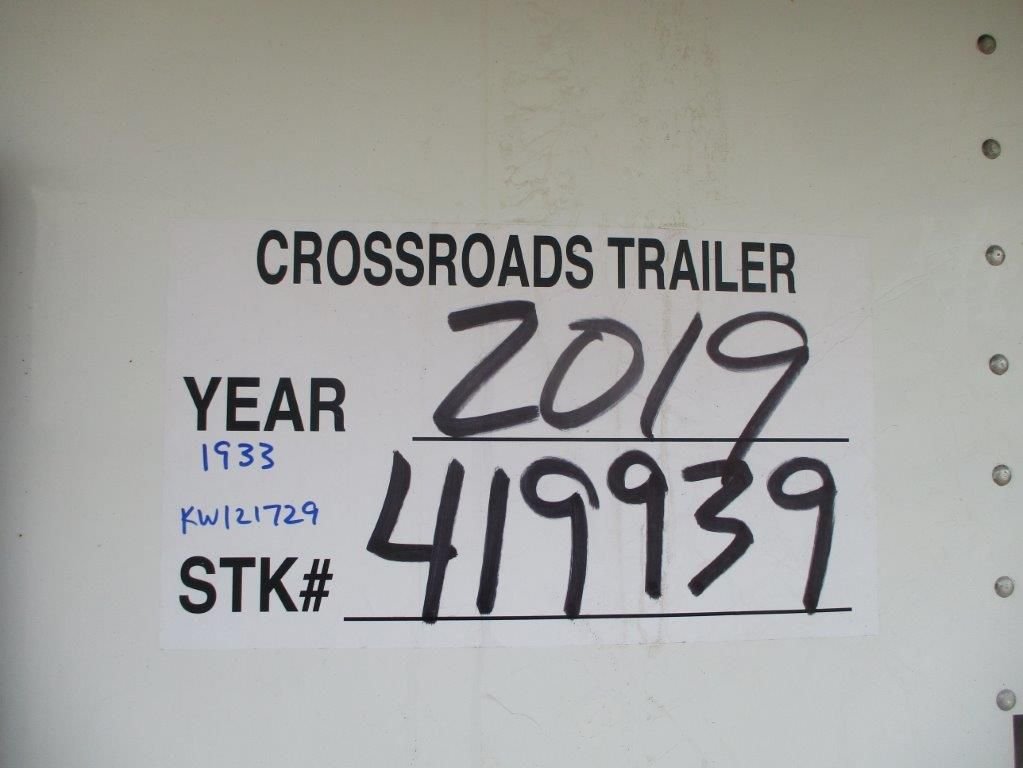 CROSSROADS TRAILER
YEAR 2019
1933
KW121729
STK# 419939